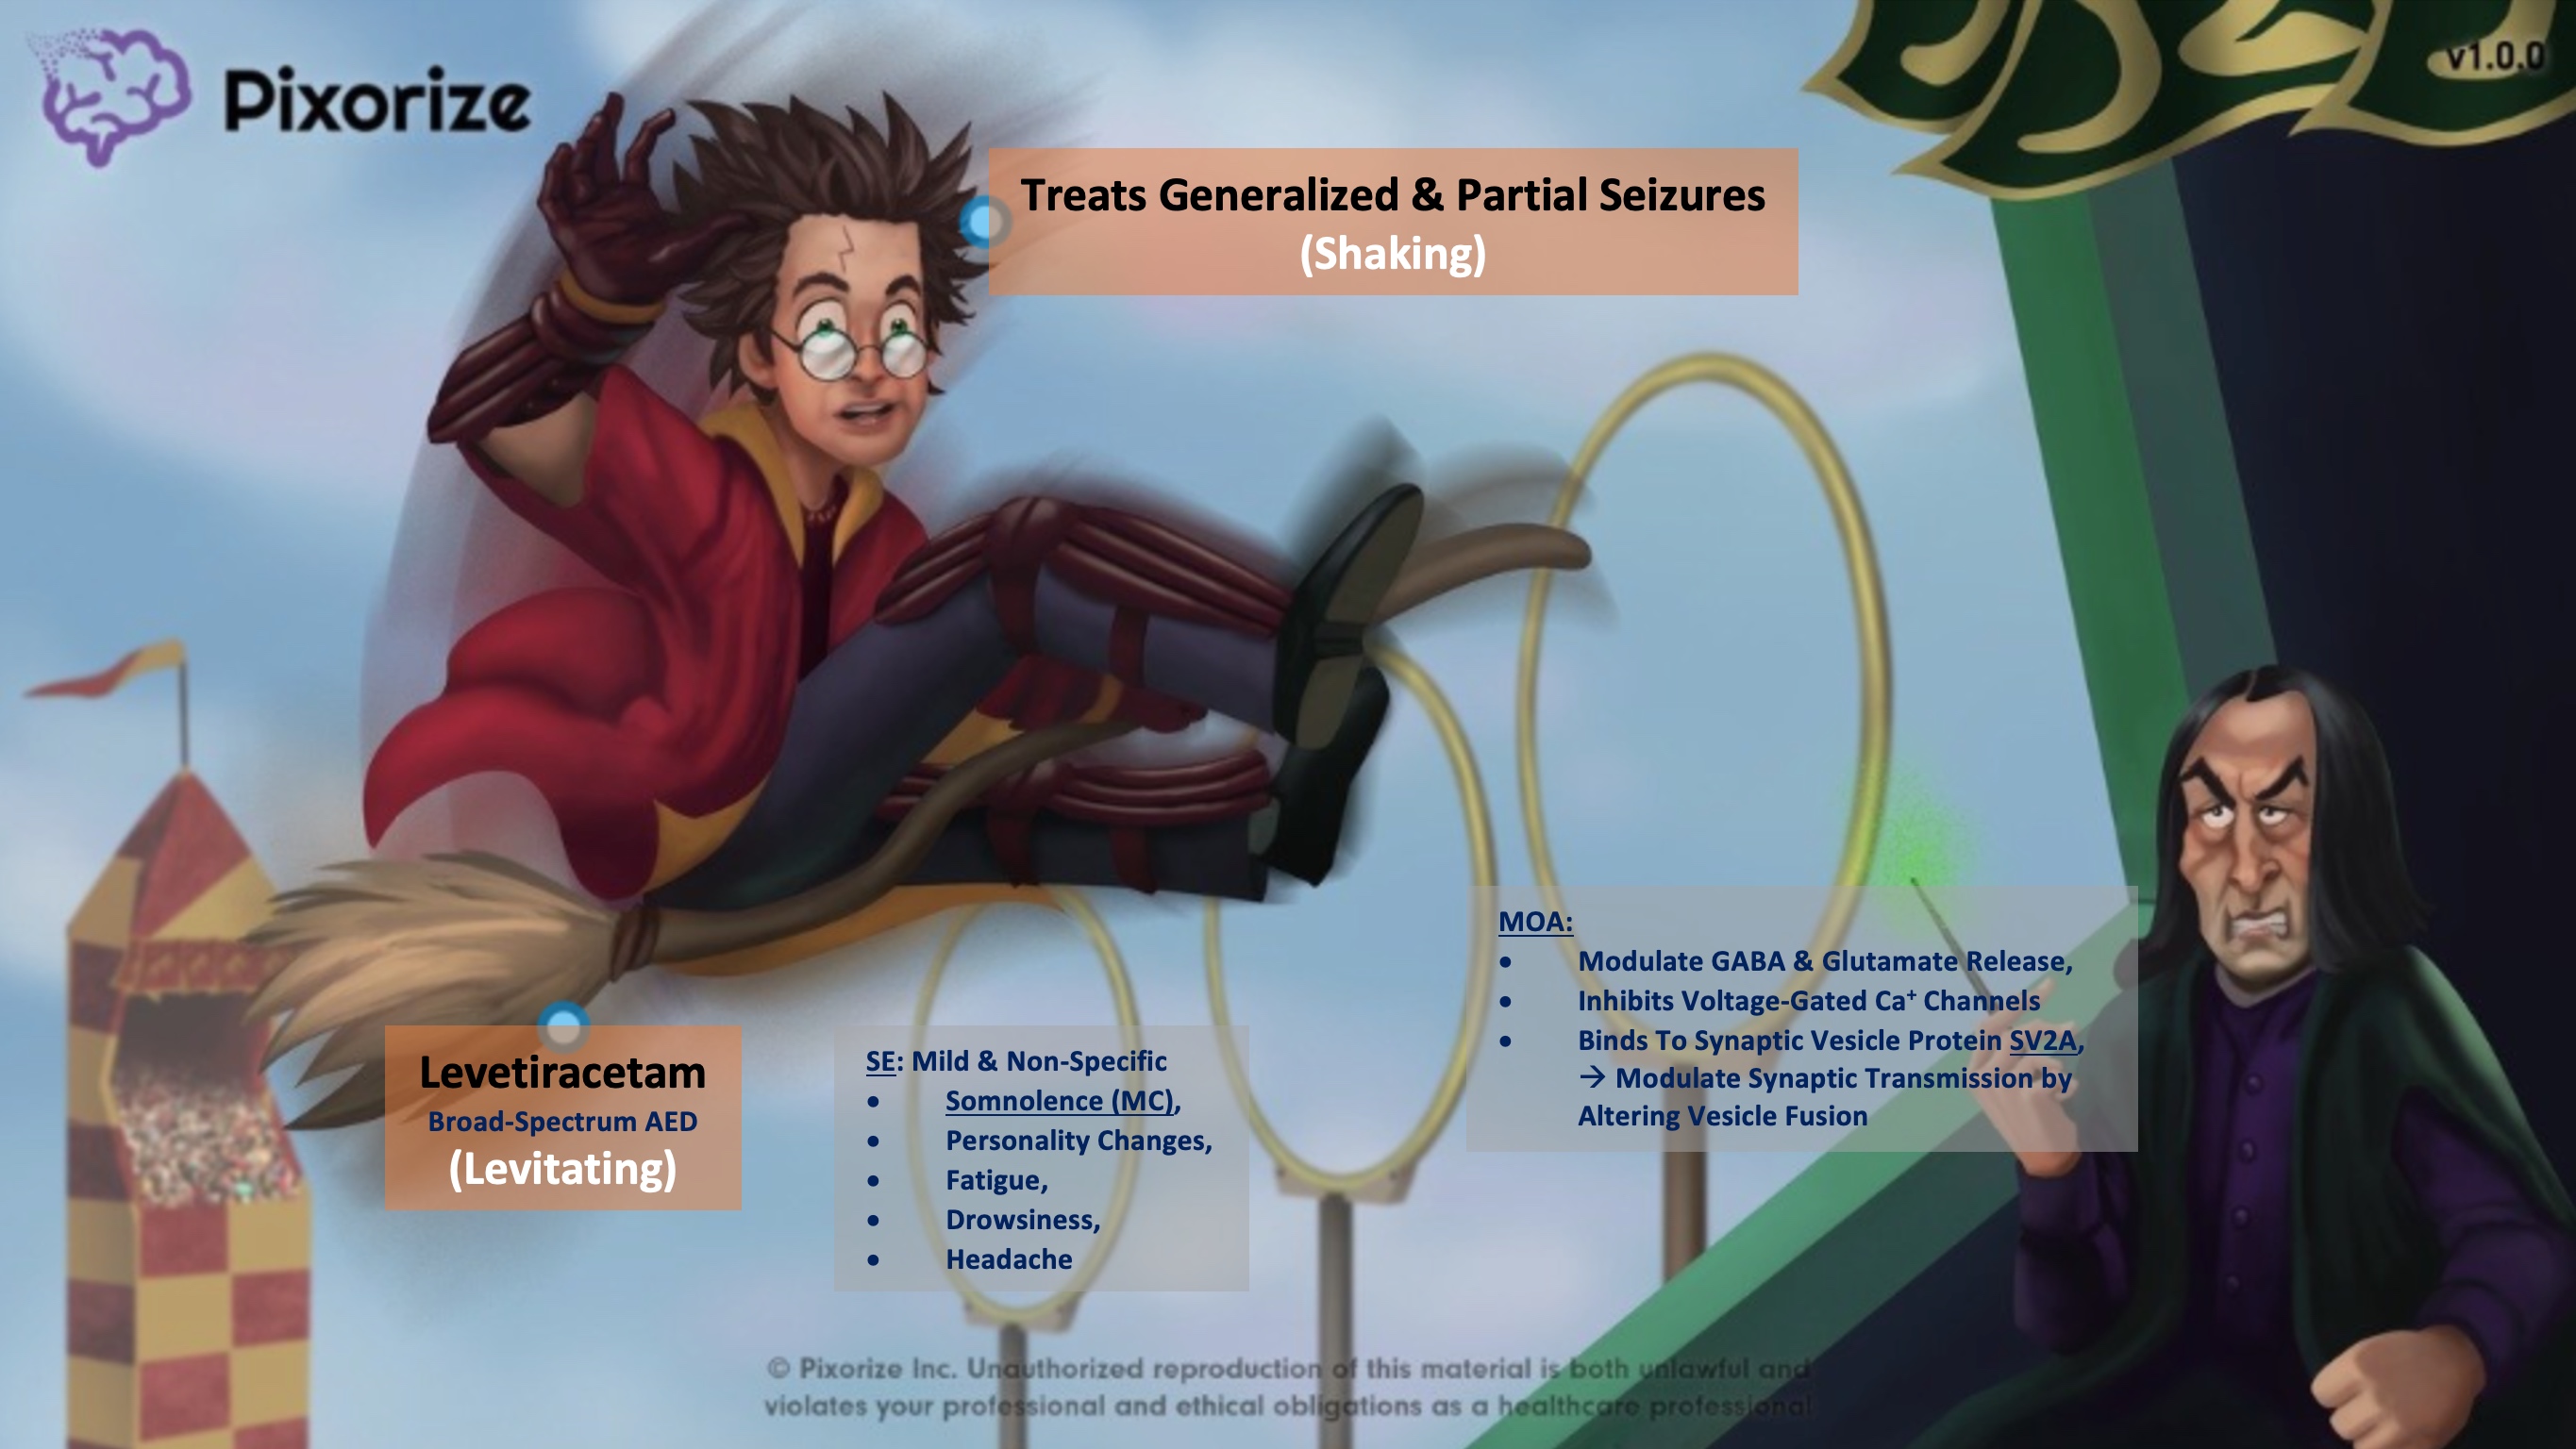 Pixorize
v1.0.0
Treats Generalized & Partial Seizures
(Shaking)
Levetiracetam
Broad-Spectrum AED
(Levitating)
SE: Mild & Non-Specific
• Somnolence (MC),
• Personality Changes,
• Fatigue,
• Drowsiness,
• Headache
MOA:
• Modulate GABA & Glutamate Release,
• Inhibits Voltage-Gated Ca⁺ Channels
• Binds To Synaptic Vesicle Protein SV2A,
→ Modulate Synaptic Transmission by
Altering Vesicle Fusion
© Pixorize Inc. Unauthorized reproduction of this material is both unlawful and
violates your professional and ethical obligations as a healthcare professional